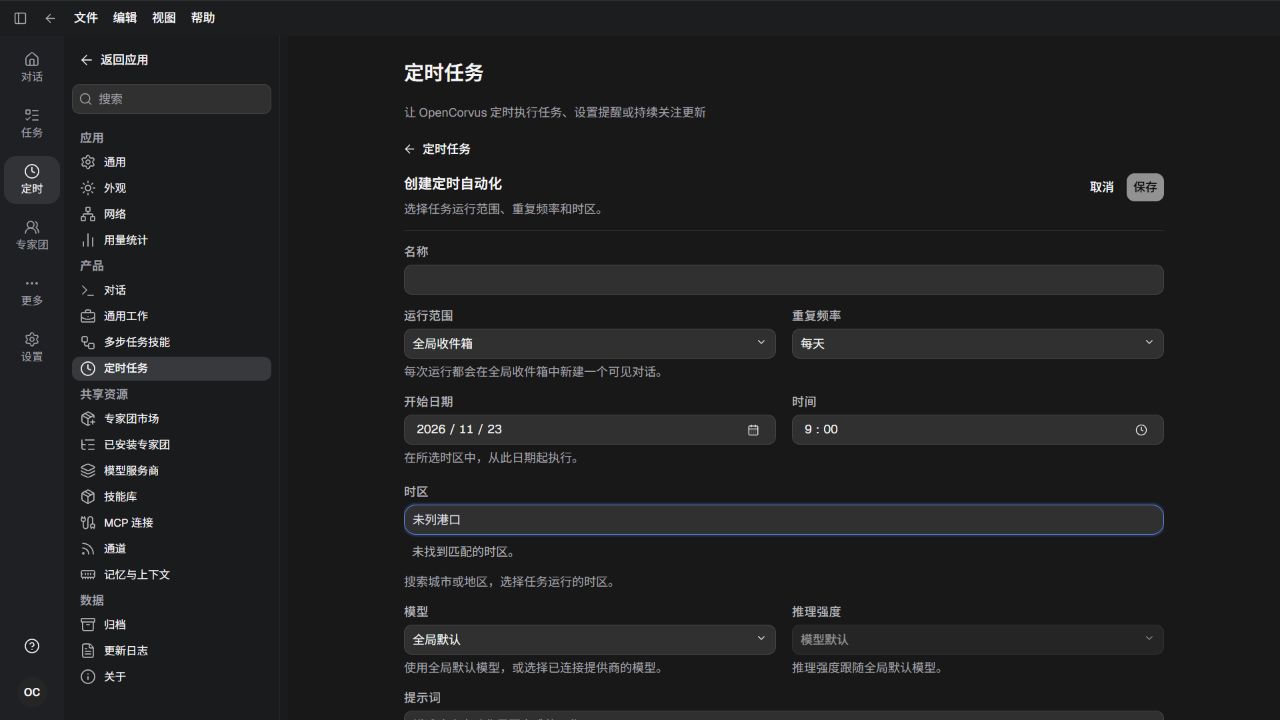 文件 编辑 视图 帮助
对话
任务
定时
专家团
更多
设置
OC
返回应用
搜索
应用
通用
外观
网络
用量统计
产品
对话
通用工作
多步任务技能
定时任务
共享资源
专家团市场
已安装专家团
模型服务商
技能库
MCP 连接
通道
记忆与上下文
数据
归档
更新日志
关于
定时任务
让 OpenCorvus 定时执行任务、设置提醒或持续关注更新
定时任务
创建定时自动化
选择任务运行范围、重复频率和时区。
取消 保存
名称
运行范围
全局收件箱
每次运行都会在全局收件箱中新建一个可见对话。
重复频率
每天
开始日期
2026 / 11 / 23
在所选时区中，从此日期起执行。
时间
9 : 00
时区
未列港口
未找到匹配的时区。
搜索城市或地区，选择任务运行的时区。
模型
全局默认
使用全局默认模型，或选择已连接提供商的模型。
推理强度
模型默认
推理强度跟随全局默认模型。
提示词